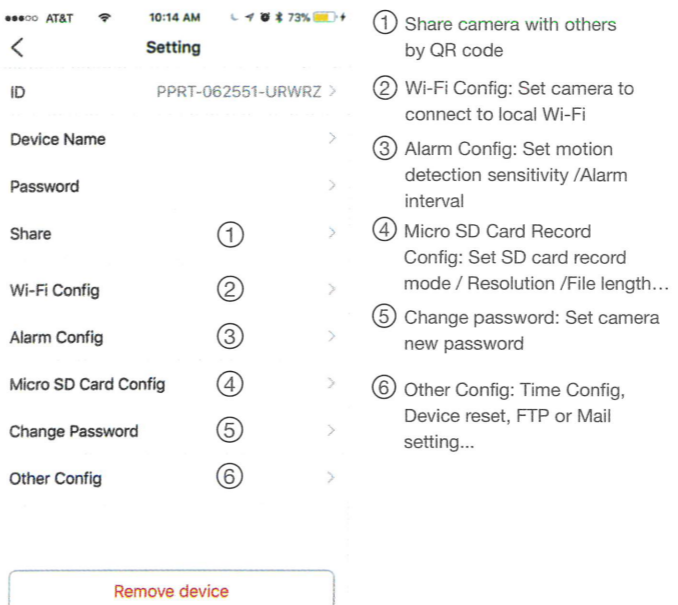 AT&T 10:14 AM 73%
Setting
ID PPRT-062551-URWRZ >
Device Name >
Password >
Share ① >
Wi-Fi Config ② >
Alarm Config ③ >
Micro SD Card Config ④ >
Change Password ⑤ >
Other Config ⑥ >
Remove device
① Share camera with others
by QR code
② Wi-Fi Config: Set camera to
connect to local Wi-Fi
③ Alarm Config: Set motion
detection sensitivity /Alarm
interval
④ Micro SD Card Record
Config: Set SD card record
mode / Resolution /File length…
⑤ Change password: Set camera
new password
⑥ Other Config: Time Config,
Device reset, FTP or Mail
setting...